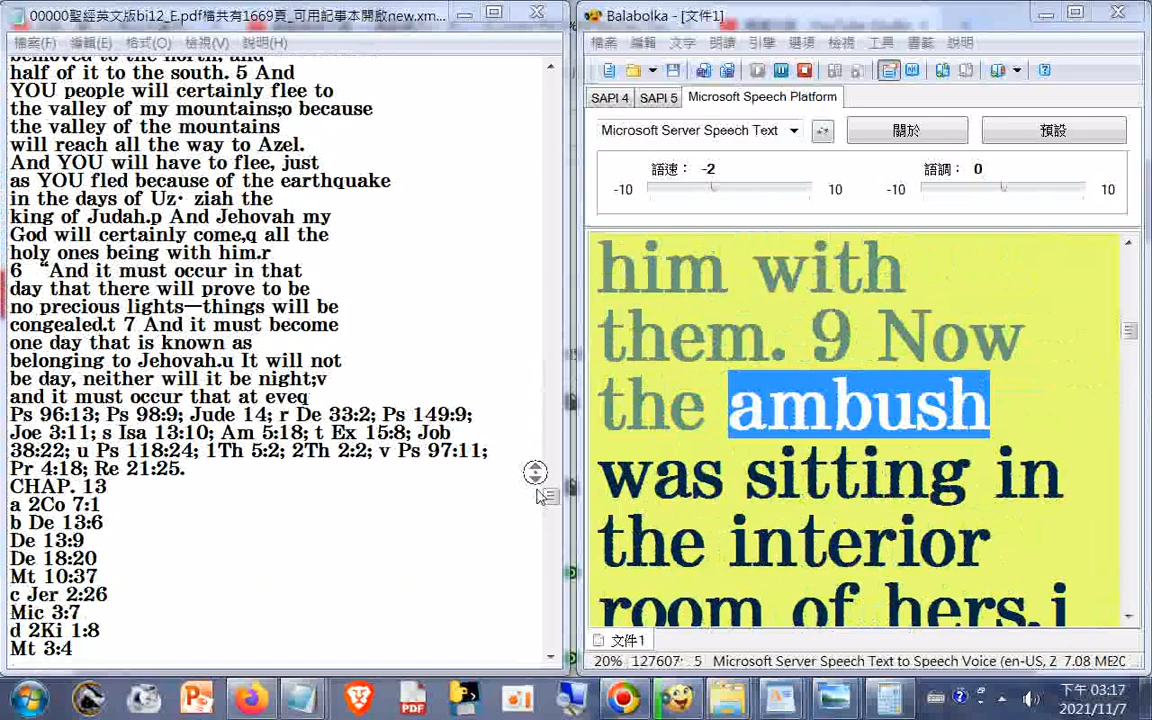 00000聖經英文版bi12_E.pdf檔共有1669頁_可用記事本開啟new.xm...
檔案(F) 編輯(E) 格式(O) 檢視(V) 說明(H)
bemoved to the north, and
half of it to the south. 5 And
YOU people will certainly flee to
the valley of my mountains;o because
the valley of the mountains
will reach all the way to Azel.
And YOU will have to flee, just
as YOU fled because of the earthquake
in the days of Uz· ziah the
king of Judah.p And Jehovah my
God will certainly come,q all the
holy ones being with him.r
6 “And it must occur in that
day that there will prove to be
no precious lights—things will be
congealed.t 7 And it must become
one day that is known as
belonging to Jehovah.u It will not
be day, neither will it be night;v
and it must occur that at eveq
Ps 96:13; Ps 98:9; Jude 14; r De 33:2; Ps 149:9;
Joe 3:11; s Isa 13:10; Am 5:18; t Ex 15:8; Job
38:22; u Ps 118:24; 1Th 5:2; 2Th 2:2; v Ps 97:11;
Pr 4:18; Re 21:25.
CHAP. 13
a 2Co 7:1
b De 13:6
De 13:9
De 18:20
Mt 10:37
c Jer 2:26
Mic 3:7
d 2Ki 1:8
Mt 3:4
Balabolka - [文件1]
檔案 編輯 文字 朗讀 引擎 選項 檢視 工具 書籤 說明
SAPI 4 SAPI 5 Microsoft Speech Platform
Microsoft Server Speech Text 關於 預設
語速： -2 語調： 0
-10 10 -10 10
him with
them. 9 Now
the ambush
was sitting in
the interior
room of hers.j
文件1
20% 127607: 5 Microsoft Server Speech Text to Speech Voice (en-US, Z 7.08 ME2C
PDF
下午 03:17
2021/11/7